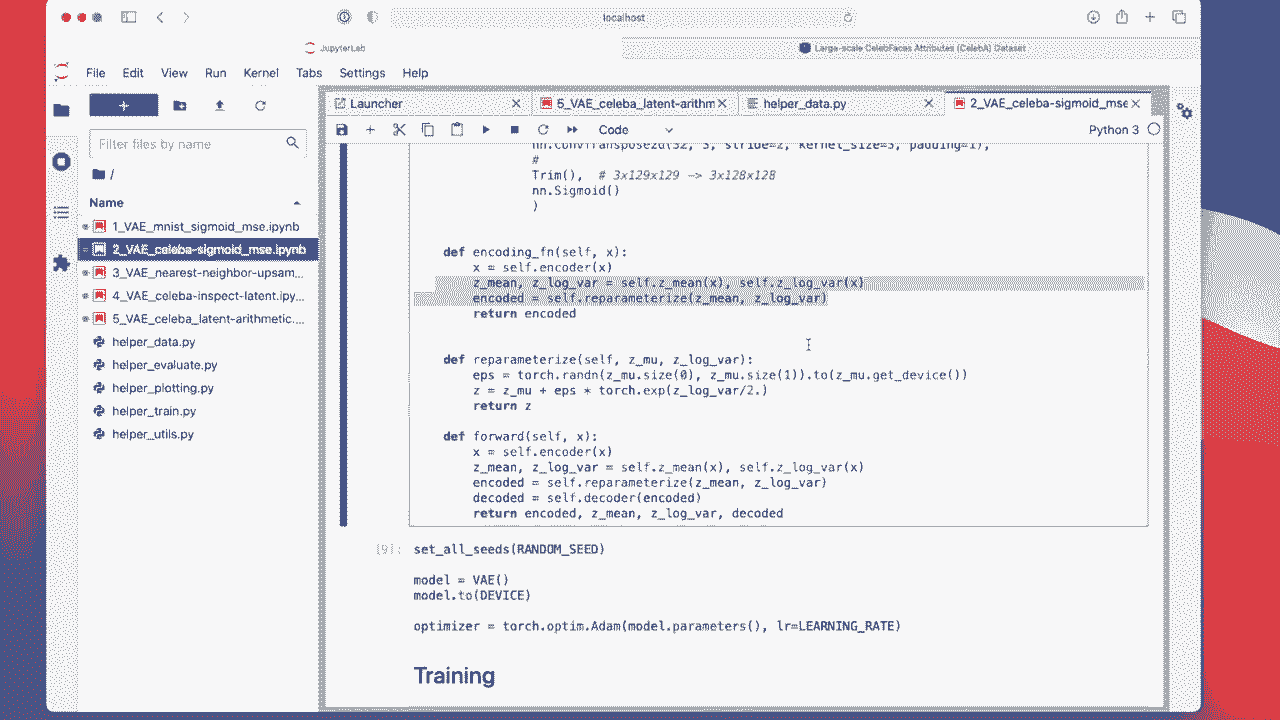 localhost
JupyterLab
Large-scale CelebFaces Attributes (CelebA) Dataset
File Edit View Run Kernel Tabs Settings Help
Launcher
5_VAE_celeba_latent-arithm
helper_data.py
2_VAE_celeba-sigmoid_mse
Code
Python 3
Filter files by name
/
Name
1_VAE_mnist_sigmoid_mse.ipynb
2_VAE_celeba-sigmoid_mse.ipynb
3_VAE_nearest-neighbor-upsam...
4_VAE_celeba-inspect-latent.ipy...
5_VAE_celeba_latent-arithmetic....
helper_data.py
helper_evaluate.py
helper_plotting.py
helper_train.py
helper_utils.py
nn.ConvTranspose2d(32, 3, stride=2, kernel_size=3, padding=1),
#
Trim(), # 3x129x129 -> 3x128x128
nn.Sigmoid()
)
def encoding_fn(self, x):
x = self.encoder(x)
z_mean, z_log_var = self.z_mean(x), self.z_log_var(x)
encoded = self.reparameterize(z_mean, z_log_var)
return encoded
def reparameterize(self, z_mu, z_log_var):
eps = torch.randn(z_mu.size(0), z_mu.size(1)).to(z_mu.get_device())
z = z_mu + eps * torch.exp(z_log_var/2.)
return z
def forward(self, x):
x = self.encoder(x)
z_mean, z_log_var = self.z_mean(x), self.z_log_var(x)
encoded = self.reparameterize(z_mean, z_log_var)
decoded = self.decoder(encoded)
return encoded, z_mean, z_log_var, decoded
[9]: set_all_seeds(RANDOM_SEED)
model = VAE()
model.to(DEVICE)
optimizer = torch.optim.Adam(model.parameters(), lr=LEARNING_RATE)
Training